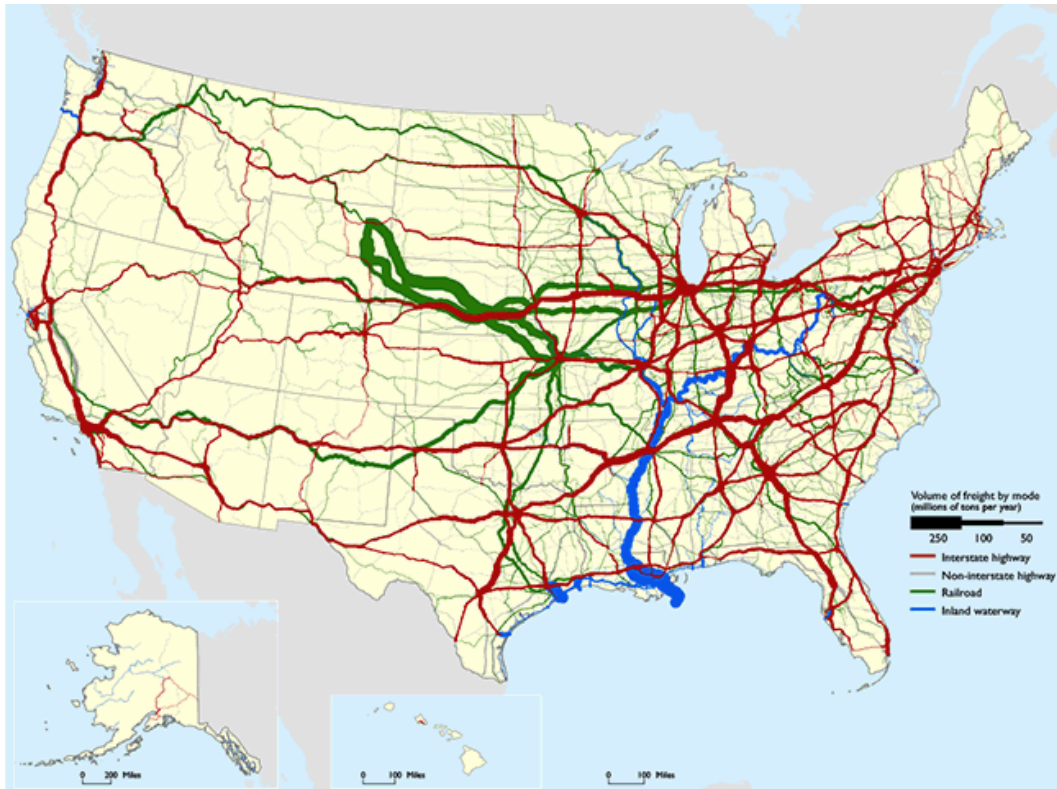 Volume of freight by mode
(millions of tons per year)
250 100 50
Interstate highway
Non-interstate highway
Railroad
Inland waterway
0 200 Miles
0 100 Miles
0 100 Miles